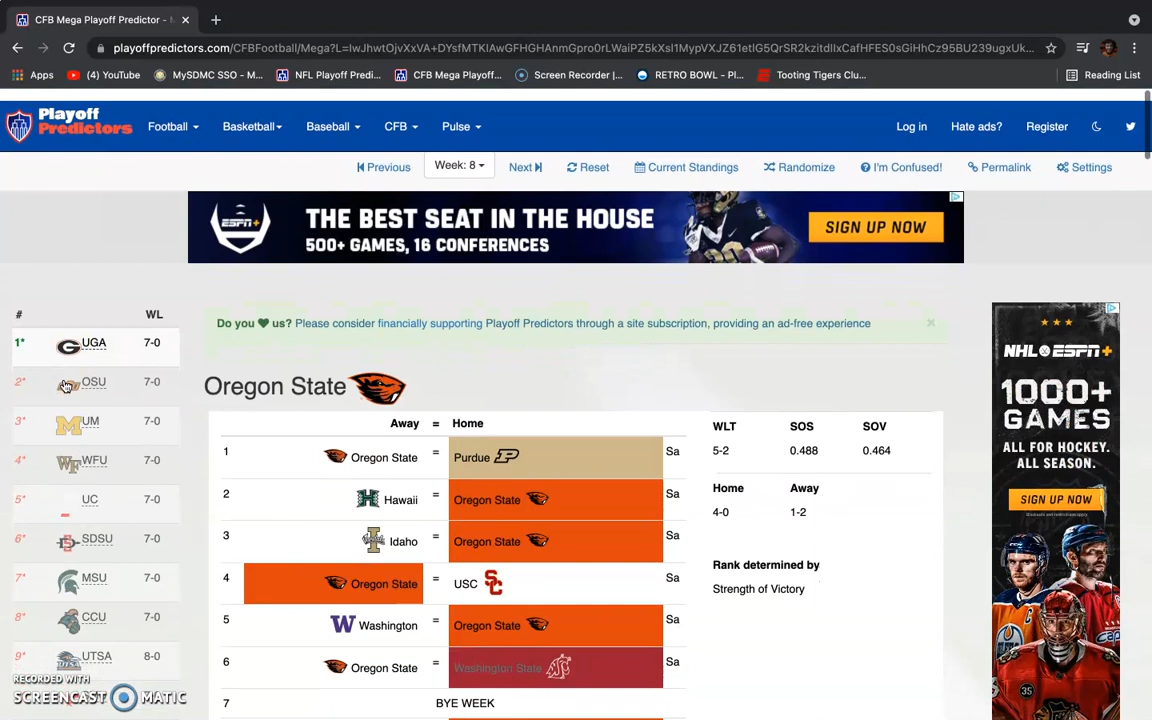 CFB Mega Playoff Predictor - M
playoffpredictors.com/CFBFootball/Mega?L=IwJhwtOjvXxVA+DYsfMTKIAwGFHGHAnmGpro0rLWaiPZ5kXsI1MypVXJZ61etlG5QrSR2kzitdlIxCafHFES0sGiHhCz95BU239ugxUk...
Apps
(4) YouTube
MySDMC SSO - M...
NFL Playoff Predi...
CFB Mega Playoff...
Screen Recorder |...
RETRO BOWL - Pl...
Tooting Tigers Clu...
Reading List
Playoff
Predictors
Football
Basketball
Baseball
CFB
Pulse
Log in
Hate ads?
Register
Previous
Week: 8
Next
Reset
Current Standings
Randomize
I'm Confused!
Permalink
Settings
ESPN+
THE BEST SEAT IN THE HOUSE
500+ GAMES, 16 CONFERENCES
SIGN UP NOW
# WL
1* UGA 7-0
2* OSU 7-0
3* UM 7-0
4* WFU 7-0
5* UC 7-0
6* SDSU 7-0
7* MSU 7-0
8* CCU 7-0
9* UTSA 8-0
Do you ♥ us? Please consider financially supporting Playoff Predictors through a site subscription, providing an ad-free experience ×
Oregon State
Away = Home
1 Oregon State = Purdue Sa
2 Hawaii = Oregon State Sa
3 Idaho = Oregon State Sa
4 Oregon State = USC Sa
5 Washington = Oregon State Sa
6 Oregon State = Washington State Sa
7 BYE WEEK
WLT SOS SOV
5-2 0.488 0.464
Home Away
4-0 1-2
Rank determined by
Strength of Victory
NHL ESPN+
1000+
GAMES
ALL FOR HOCKEY.
ALL SEASON.
SIGN UP NOW
RECORDED WITH
SCREENCAST MATIC